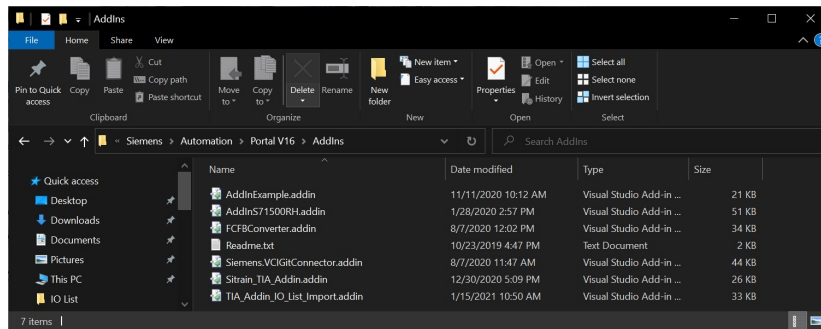 AddIns
File Home Share View
Pin to Quick access
Copy
Paste
Cut
Copy path
Paste shortcut
Clipboard
Move to
Copy to
Delete
Rename
Organize
New folder
New item
Easy access
New
Properties
Open
Edit
History
Open
Select all
Select none
Invert selection
Select
« Siemens > Automation > Portal V16 > AddIns
Search AddIns
Quick access
Desktop
Downloads
Documents
Pictures
This PC
IO List
Name Date modified Type Size
AddInExample.addin 11/11/2020 10:12 AM Visual Studio Add-in ... 21 KB
AddInS71500RH.addin 1/28/2020 2:57 PM Visual Studio Add-in ... 51 KB
FCFBConverter.addin 8/7/2020 12:02 PM Visual Studio Add-in ... 34 KB
Readme.txt 10/23/2019 4:47 PM Text Document 2 KB
Siemens.VCIGitConnector.addin 8/7/2020 11:47 AM Visual Studio Add-in ... 44 KB
Sitrain_TIA_Addin.addin 12/30/2020 5:09 PM Visual Studio Add-in ... 26 KB
TIA_Addin_IO_List_Import.addin 1/15/2021 10:50 AM Visual Studio Add-in ... 33 KB
7 items